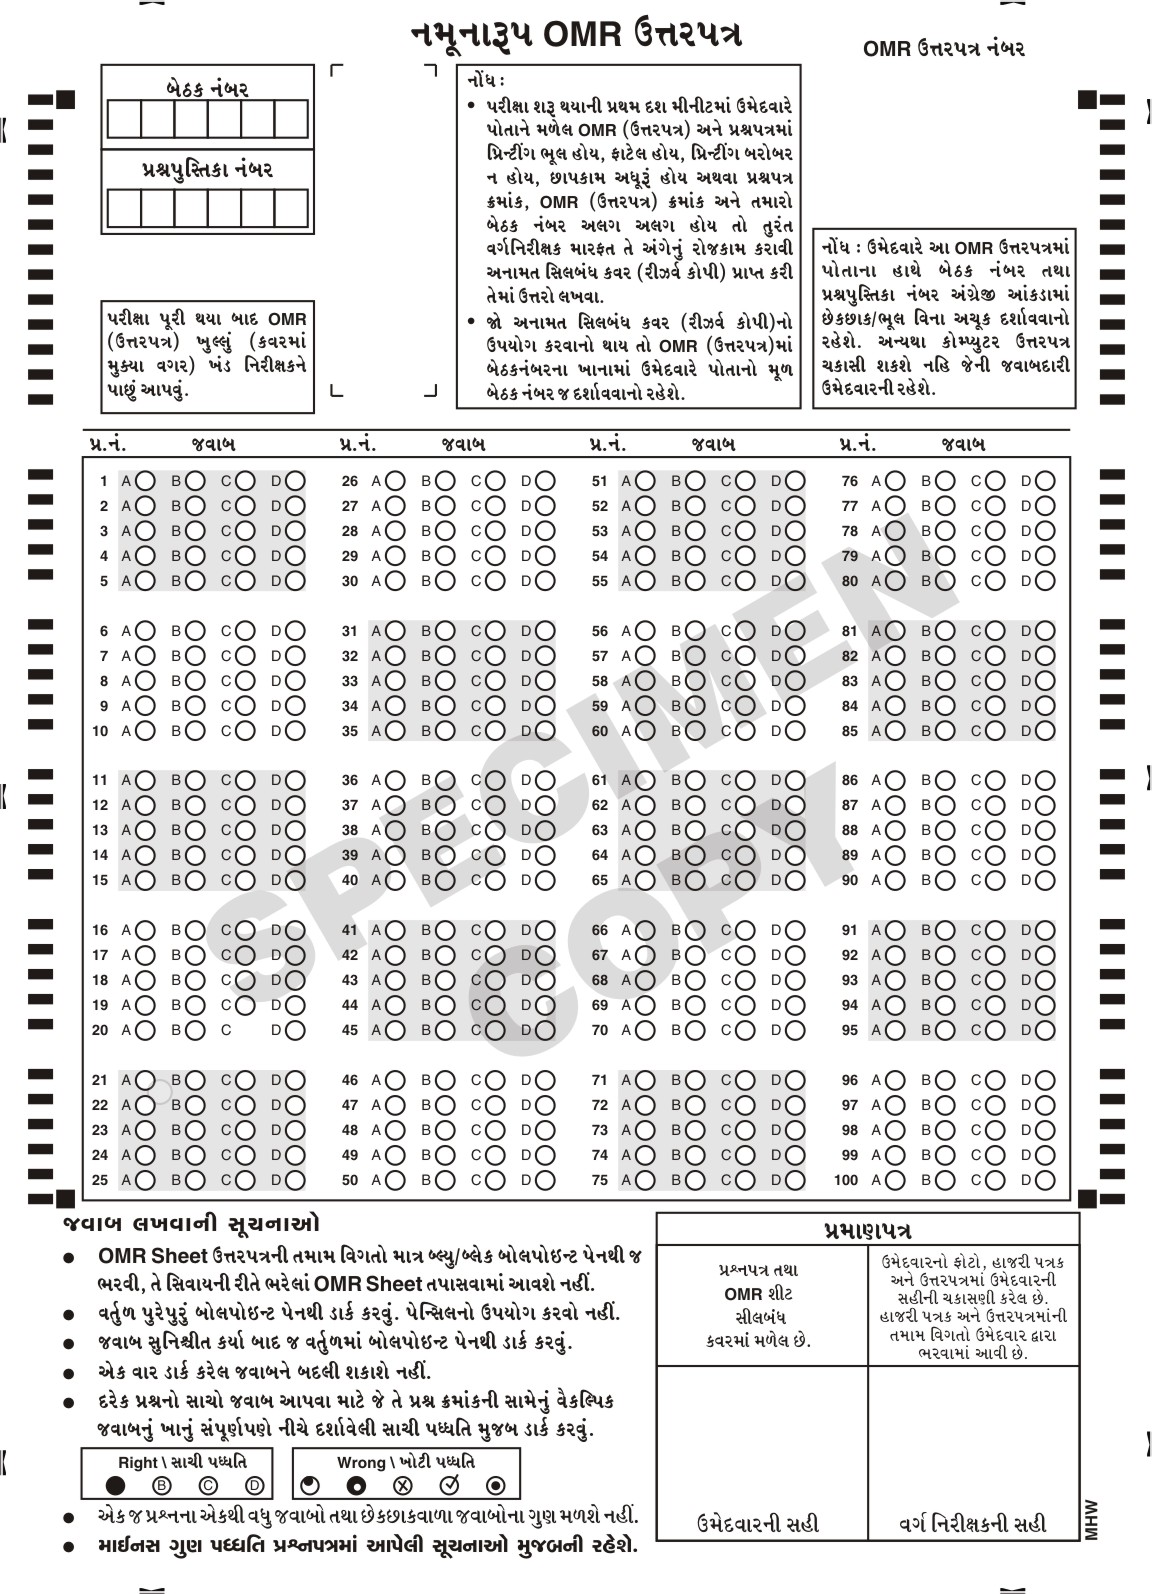 નમૂનારૂપ OMR ઉત્તરપત્ર
OMR ઉત્તરપત્ર નંબર
બેઠક નંબર
પ્રશ્નપુસ્તિકા નંબર
પરીક્ષા પૂરી થયા બાદ OMR
(ઉત્તરપત્ર) ખુલ્લું (કવરમાં
મુક્યા વગર) ખંડ નિરીક્ષકને
પાછું આપવું.
નોંધ :
• પરીક્ષા શરૂ થયાની પ્રથમ દશ મીનીટમાં ઉમેદવારે
પોતાને મળેલ OMR (ઉત્તરપત્ર) અને પ્રશ્નપત્રમાં
પ્રિન્ટીંગ ભૂલ હોય, ફાટેલ હોય, પ્રિન્ટીંગ બરોબર
ન હોય, છાપકામ અધૂરૂં હોય અથવા પ્રશ્નપત્ર
ક્રમાંક, OMR (ઉત્તરપત્ર) ક્રમાંક અને તમારો
બેઠક નંબર અલગ અલગ હોય તો તુરંત
વર્ગનિરીક્ષક મારફત તે અંગેનું રોજકામ કરાવી
અનામત સિલબંધ કવર (રીઝર્વ કોપી) પ્રાપ્ત કરી
તેમાં ઉત્તરો લખવા.
• જો અનામત સિલબંધ કવર (રીઝર્વ કોપી)નો
ઉપયોગ કરવાનો થાય તો OMR (ઉત્તરપત્ર)માં
બેઠકનંબરના ખાનામાં ઉમેદવારે પોતાનો મૂળ
બેઠક નંબર જ દર્શાવવાનો રહેશે.
નોંધ : ઉમેદવારે આ OMR ઉત્તરપત્રમાં
પોતાના હાથે બેઠક નંબર તથા
પ્રશ્નપુસ્તિકા નંબર અંગ્રેજી આંકડામાં
છેકછાક/ભૂલ વિના અચૂક દર્શાવવાનો
રહેશે. અન્યથા કોમ્પ્યુટર ઉત્તરપત્ર
ચકાસી શકશે નહિ જેની જવાબદારી
ઉમેદવારની રહેશે.
પ્ર.નં. જવાબ પ્ર.નં. જવાબ પ્ર.નં. જવાબ પ્ર.નં. જવાબ
1 A B C D 26 A B C D 51 A B C D 76 A B C D
2 A B C D 27 A B C D 52 A B C D 77 A B C D
3 A B C D 28 A B C D 53 A B C D 78 A B C D
4 A B C D 29 A B C D 54 A B C D 79 A B C D
5 A B C D 30 A B C D 55 A B C D 80 A B C D
6 A B C D 31 A B C D 56 A B C D 81 A B C D
7 A B C D 32 A B C D 57 A B C D 82 A B C D
8 A B C D 33 A B C D 58 A B C D 83 A B C D
9 A B C D 34 A B C D 59 A B C D 84 A B C D
10 A B C D 35 A B C D 60 A B C D 85 A B C D
11 A B C D 36 A B C D 61 A B C D 86 A B C D
12 A B C D 37 A B C D 62 A B C D 87 A B C D
13 A B C D 38 A B C D 63 A B C D 88 A B C D
14 A B C D 39 A B C D 64 A B C D 89 A B C D
15 A B C D 40 A B C D 65 A B C D 90 A B C D
16 A B C D 41 A B C D 66 A B C D 91 A B C D
17 A B C D 42 A B C D 67 A B C D 92 A B C D
18 A B C D 43 A B C D 68 A B C D 93 A B C D
19 A B C D 44 A B C D 69 A B C D 94 A B C D
20 A B C D 45 A B C D 70 A B C D 95 A B C D
21 A B C D 46 A B C D 71 A B C D 96 A B C D
22 A B C D 47 A B C D 72 A B C D 97 A B C D
23 A B C D 48 A B C D 73 A B C D 98 A B C D
24 A B C D 49 A B C D 74 A B C D 99 A B C D
25 A B C D 50 A B C D 75 A B C D 100 A B C D
SPECIMEN
COPY
જવાબ લખવાની સૂચનાઓ
• OMR Sheet ઉત્તરપત્રની તમામ વિગતો માત્ર બ્લ્યુ/બ્લેક બોલપોઇન્ટ પેનથી જ
ભરવી, તે સિવાયની રીતે ભરેલાં OMR Sheet તપાસવામાં આવશે નહીં.
• વર્તુળ પુરેપુરું બોલપોઇન્ટ પેનથી ડાર્ક કરવું. પેન્સિલનો ઉપયોગ કરવો નહીં.
• જવાબ સુનિશ્ચીત કર્યા બાદ જ વર્તુળમાં બોલપોઇન્ટ પેનથી ડાર્ક કરવું.
• એક વાર ડાર્ક કરેલ જવાબને બદલી શકાશે નહીં.
• દરેક પ્રશ્નનો સાચો જવાબ આપવા માટે જે તે પ્રશ્ન ક્રમાંકની સામેનું વૈકલ્પિક
જવાબનું ખાનું સંપૂર્ણપણે નીચે દર્શાવેલી સાચી પધ્ધતિ મુજબ ડાર્ક કરવું.
Right \ સાચી પધ્ધતિ
B C D
Wrong \ ખોટી પધ્ધતિ
• એક જ પ્રશ્નના એકથી વધુ જવાબો તથા છેકછાકવાળા જવાબોના ગુણ મળશે નહીં.
• માઈનસ ગુણ પધ્ધતિ પ્રશ્નપત્રમાં આપેલી સૂચનાઓ મુજબની રહેશે.
પ્રમાણપત્ર
પ્રશ્નપત્ર તથા
OMR શીટ
સીલબંધ
કવરમાં મળેલ છે.
ઉમેદવારનો ફોટો, હાજરી પત્રક
અને ઉત્તરપત્રમાં ઉમેદવારની
સહીની ચકાસણી કરેલ છે.
હાજરી પત્રક અને ઉત્તરપત્રમાંની
તમામ વિગતો ઉમેદવાર દ્વારા
ભરવામાં આવી છે.
ઉમેદવારની સહી
વર્ગ નિરીક્ષકની સહી
MHW